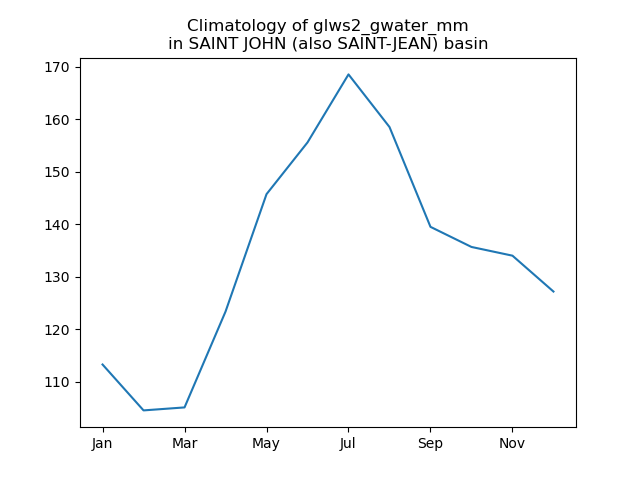 Climatology of glws2_gwater_mm
in SAINT JOHN (also SAINT-JEAN) basin
170
160
150
140
130
120
110
Jan Mar May Jul Sep Nov